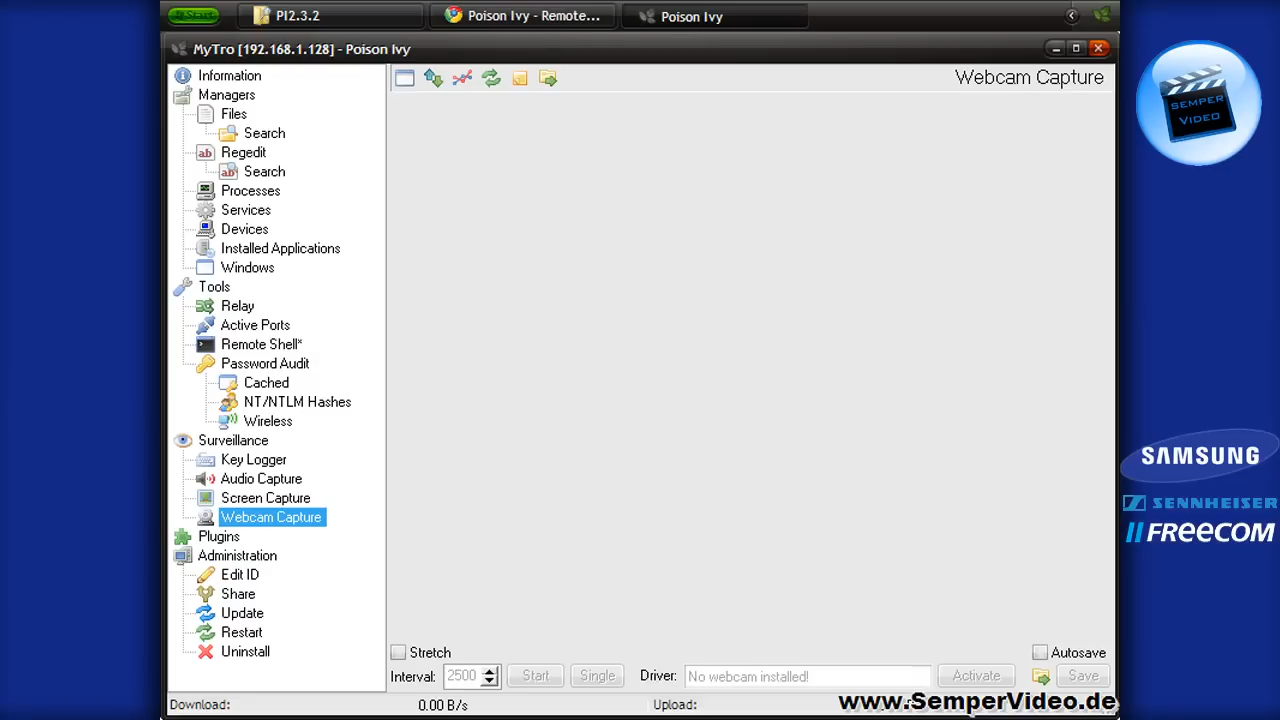 Start
PI2.3.2
Poison Ivy - Remote...
Poison Ivy
MyTro [192.168.1.128] - Poison Ivy
Information
Managers
Files
Search
Regedit
Search
Processes
Services
Devices
Installed Applications
Windows
Tools
Relay
Active Ports
Remote Shell*
Password Audit
Cached
NT/NTLM Hashes
Wireless
Surveillance
Key Logger
Audio Capture
Screen Capture
Webcam Capture
Plugins
Administration
Edit ID
Share
Update
Restart
Uninstall
Webcam Capture
Stretch
Autosave
Interval: 2500 Start Single Driver: No webcam installed! Activate Save
Download: 0.00 B/s Upload:
www.SemperVideo.de
SEMPER
VIDEO
SAMSUNG
SENNHEISER
FREECOM